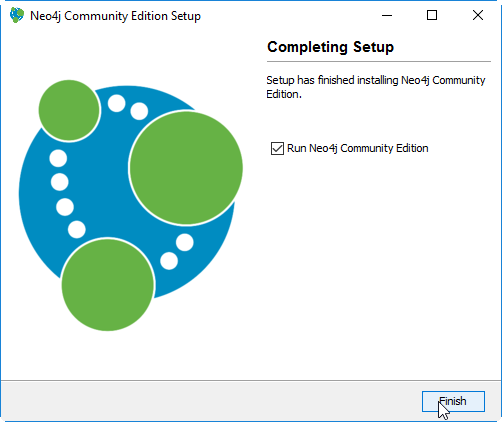 Neo4j Community Edition Setup
Completing Setup
Setup has finished installing Neo4j Community
Edition.
Run Neo4j Community Edition
Finish